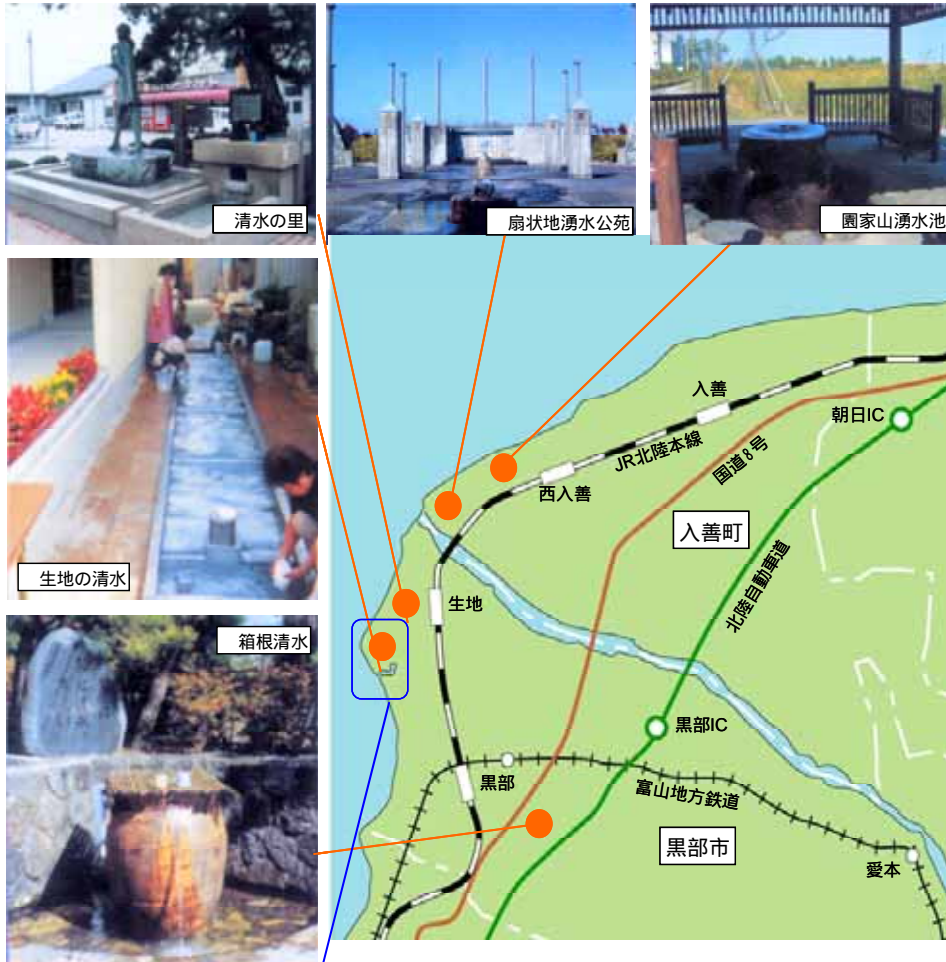 清水の里
扇状地湧水公苑
園家山湧水池
生地の清水
箱根清水
入善
朝日IC
JR北陸本線
国道8号
西入善
入善町
北陸自動車道
生地
黒部IC
黒部
富山地方鉄道
黒部市
愛本